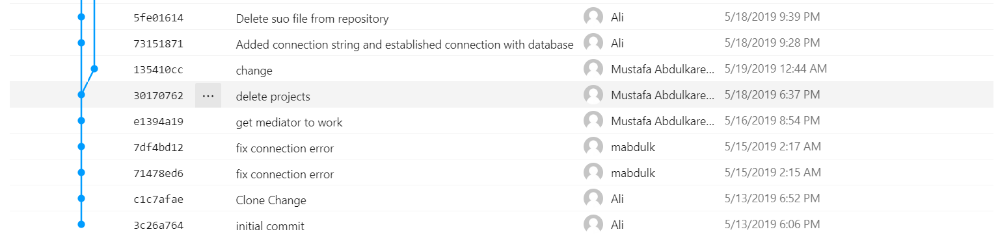 5fe01614 Delete suo file from repository Ali 5/18/2019 9:39 PM
73151871 Added connection string and established connection with database Ali 5/18/2019 9:28 PM
135410cc change Mustafa Abdulkare... 5/19/2019 12:44 AM
30170762 ... delete projects Mustafa Abdulkare... 5/18/2019 6:37 PM
e1394a19 get mediator to work Mustafa Abdulkare... 5/16/2019 8:54 PM
7df4bd12 fix connection error mabdulk 5/15/2019 2:17 AM
71478ed6 fix connection error mabdulk 5/15/2019 2:15 AM
c1c7afae Clone Change Ali 5/13/2019 6:52 PM
3c26a764 initial commit Ali 5/13/2019 6:06 PM